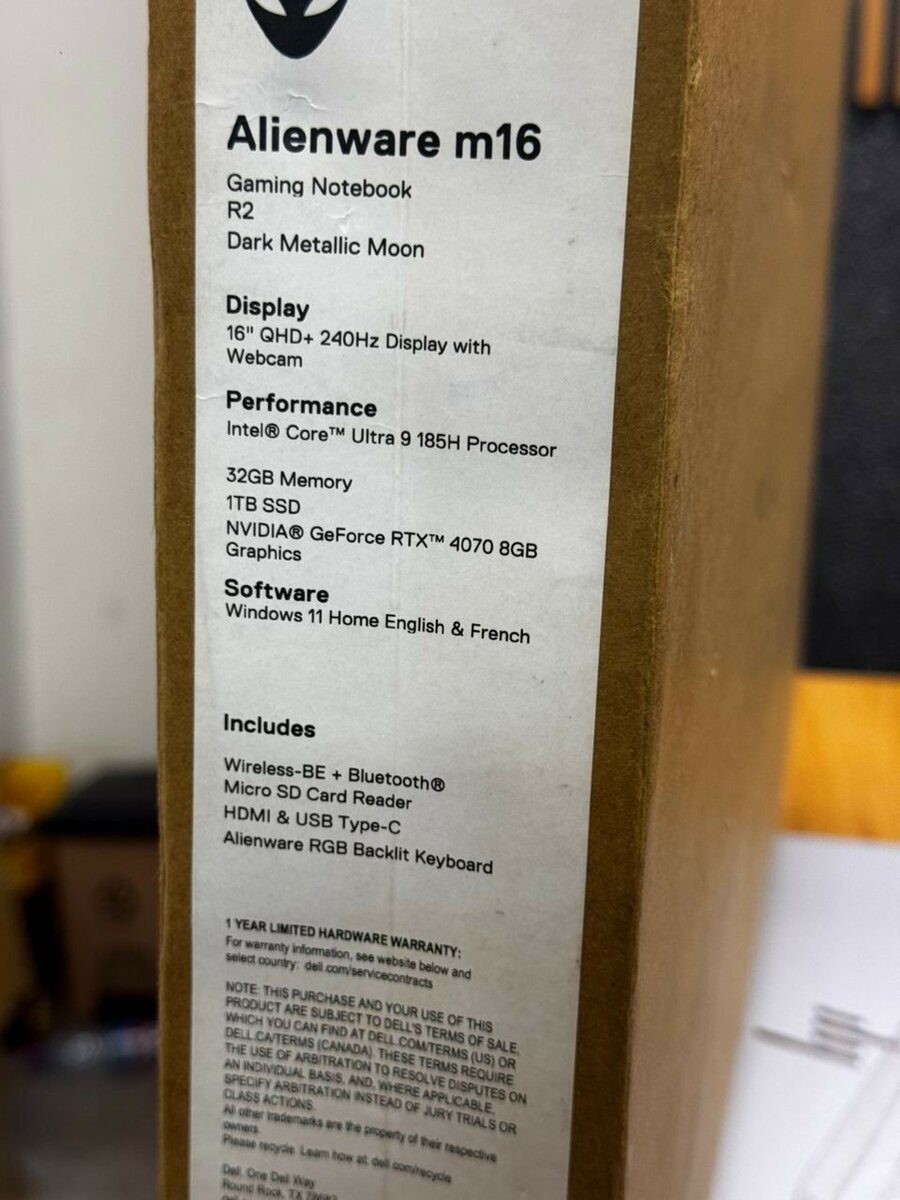 Alienware m16
Gaming Notebook
R2
Dark Metallic Moon
Display
16" QHD+ 240Hz Display with
Webcam
Performance
Intel® Core™ Ultra 9 185H Processor
32GB Memory
1TB SSD
NVIDIA® GeForce RTX™ 4070 8GB
Graphics
Software
Windows 11 Home English & French
Includes
Wireless-BE + Bluetooth®
Micro SD Card Reader
HDMI & USB Type-C
Alienware RGB Backlit Keyboard
1 YEAR LIMITED HARDWARE WARRANTY:
For warranty information, see website below and
select country: dell.com/servicecontracts
NOTE: THIS PURCHASE AND YOUR USE OF THIS
PRODUCT ARE SUBJECT TO DELL'S TERMS OF SALE,
WHICH YOU CAN FIND AT DELL.COM/TERMS (US) OR
DELL.CA/TERMS (CANADA). THESE TERMS REQUIRE
THE USE OF ARBITRATION TO RESOLVE DISPUTES ON
AN INDIVIDUAL BASIS, AND, WHERE APPLICABLE,
SPECIFY ARBITRATION INSTEAD OF JURY TRIALS OR
CLASS ACTIONS.
All other trademarks are the property of their respective
owners.
Please recycle. Learn how at: dell.com/recycle
Dell, One Dell Way
Round Rock, TX